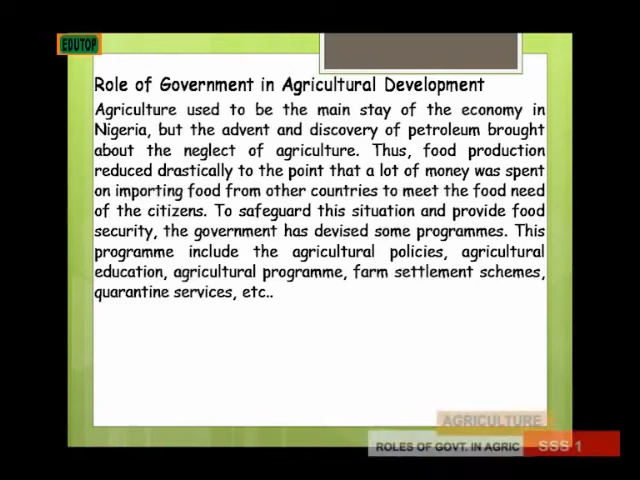 EDUTOP
Role of Government in Agricultural Development
Agriculture used to be the main stay of the economy in
Nigeria, but the advent and discovery of petroleum brought
about the neglect of agriculture. Thus, food production
reduced drastically to the point that a lot of money was spent
on importing food from other countries to meet the food need
of the citizens. To safeguard this situation and provide food
security, the government has devised some programmes. This
programme include the agricultural policies, agricultural
education, agricultural programme, farm settlement schemes,
quarantine services, etc..
AGRICULTURE
ROLES OF GOVT. IN AGRIC SSS 1